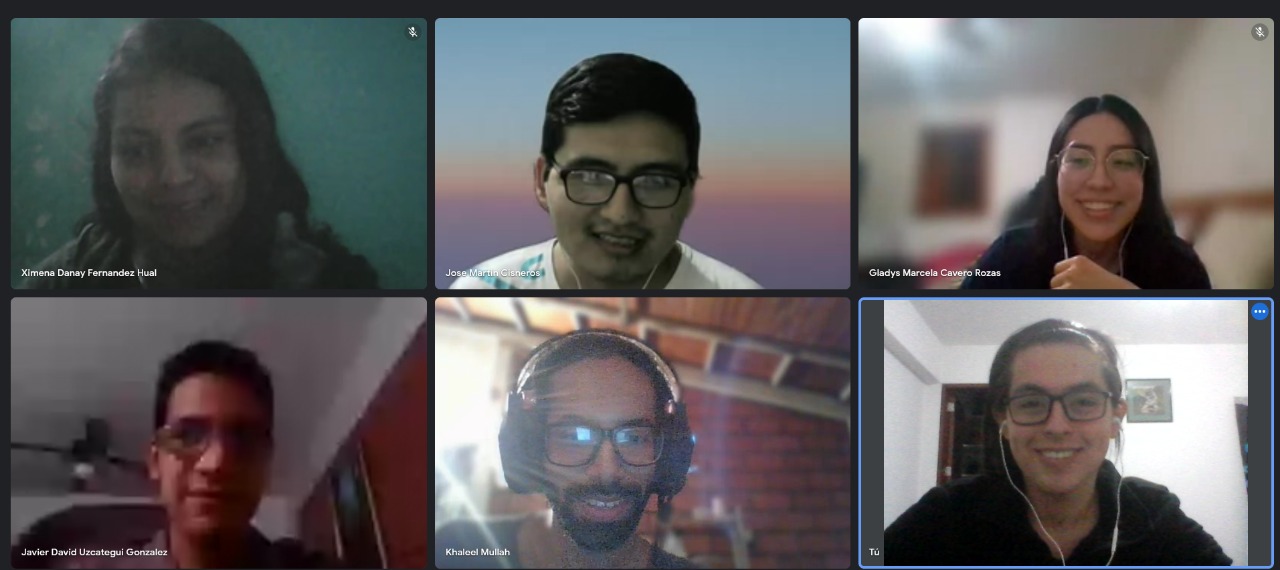 Ximena Danay Fernandez Hual
Jose Martin Cisneros
Gladys Marcela Cavero Rozas
Javier David Uzcategui Gonzalez
Khaleel Mullah
Tú